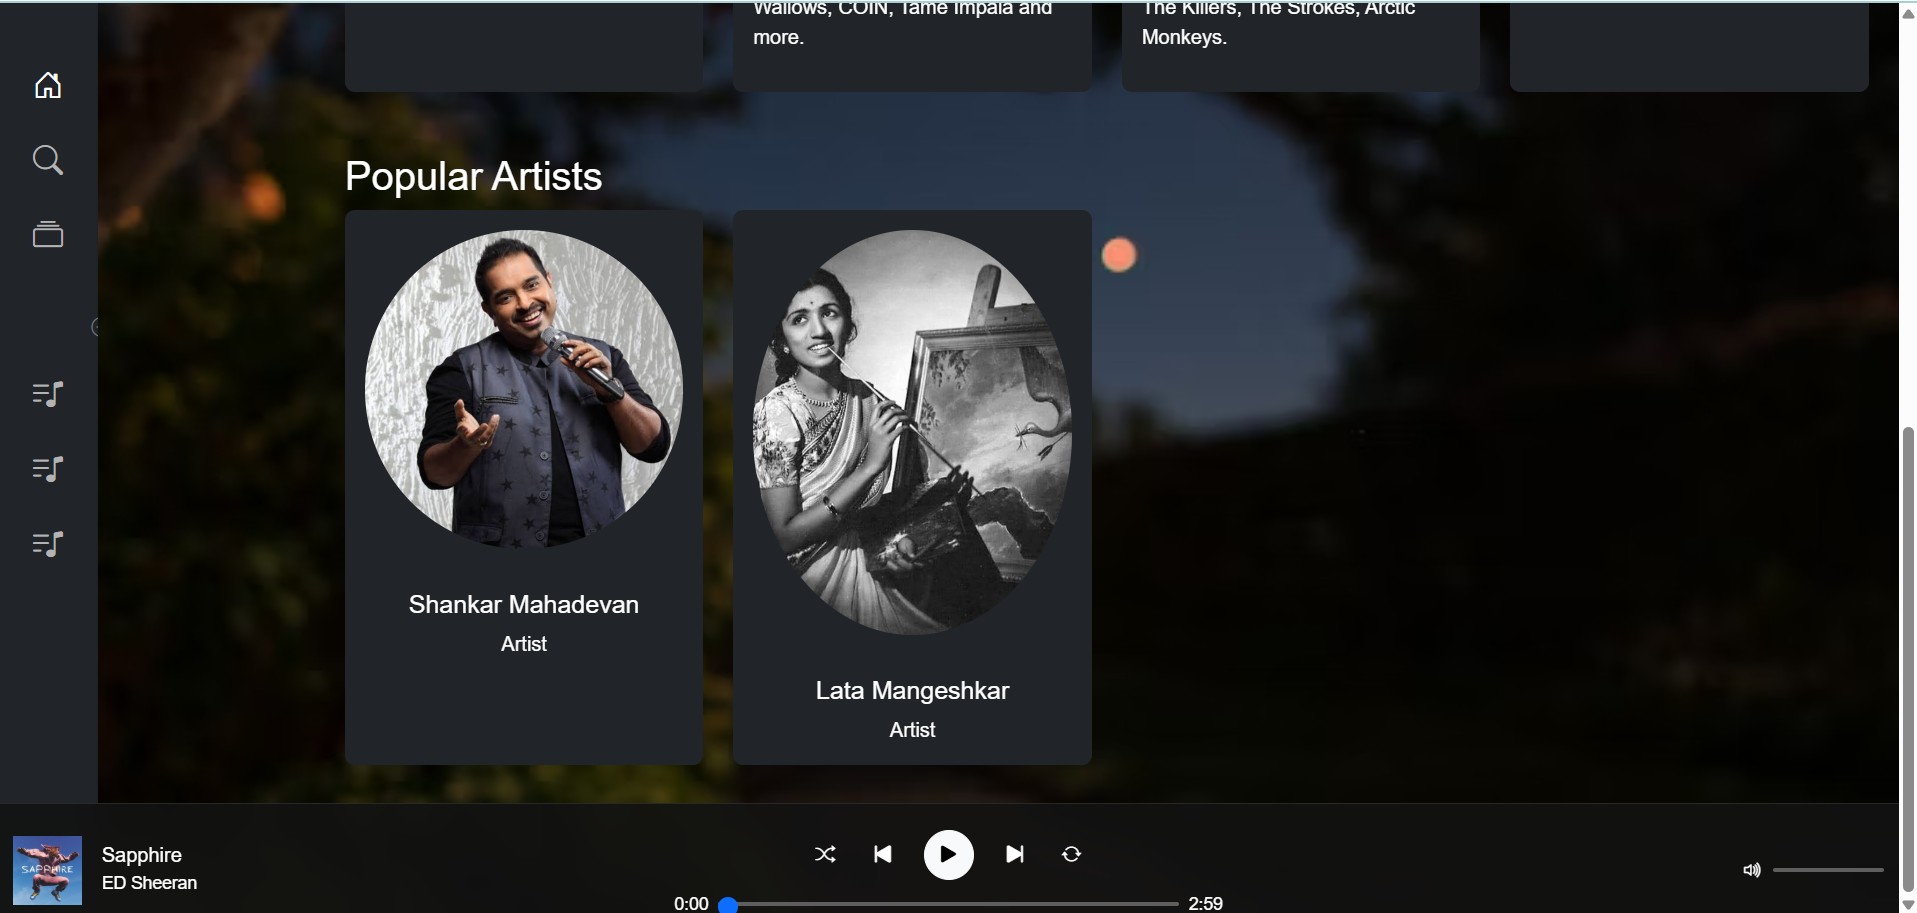 Wallows, COIN, Tame Impala and
more.
The Killers, The Strokes, Arctic
Monkeys.
Popular Artists
Shankar Mahadevan
Artist
Lata Mangeshkar
Artist
SAPPHIRE
Sapphire
ED Sheeran
0:00
2:59